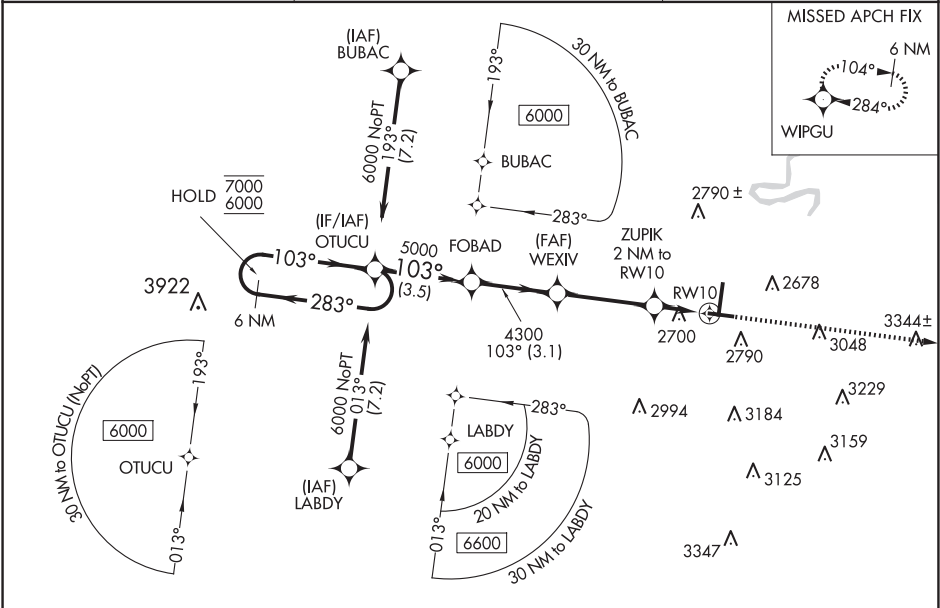 MISSED APCH FIX
6 NM
104°
284°
WIPGU
(IAF)
BUBAC
6000 NoPT
193°
(7.2)
30 NM to BUBAC
193°
6000
BUBAC
283°
HOLD
7000
6000
(IF/IAF)
OTUCU
103°
283°
6 NM
3922
5000
103°
(3.5)
FOBAD
(FAF)
WEXIV
ZUPIK
2 NM to
RW10
RW10
4300
103° (3.1)
2790 ±
2678
2700
2790
3048
3344±
2994
3184
3229
3159
3125
3347
6000 NoPT
013°
(7.2)
(IAF)
LABDY
30 NM to OTUCU (NoPT)
193°
6000
OTUCU
013°
283°
LABDY
6000
20 NM to LABDY
013°
6600
30 NM to LABDY